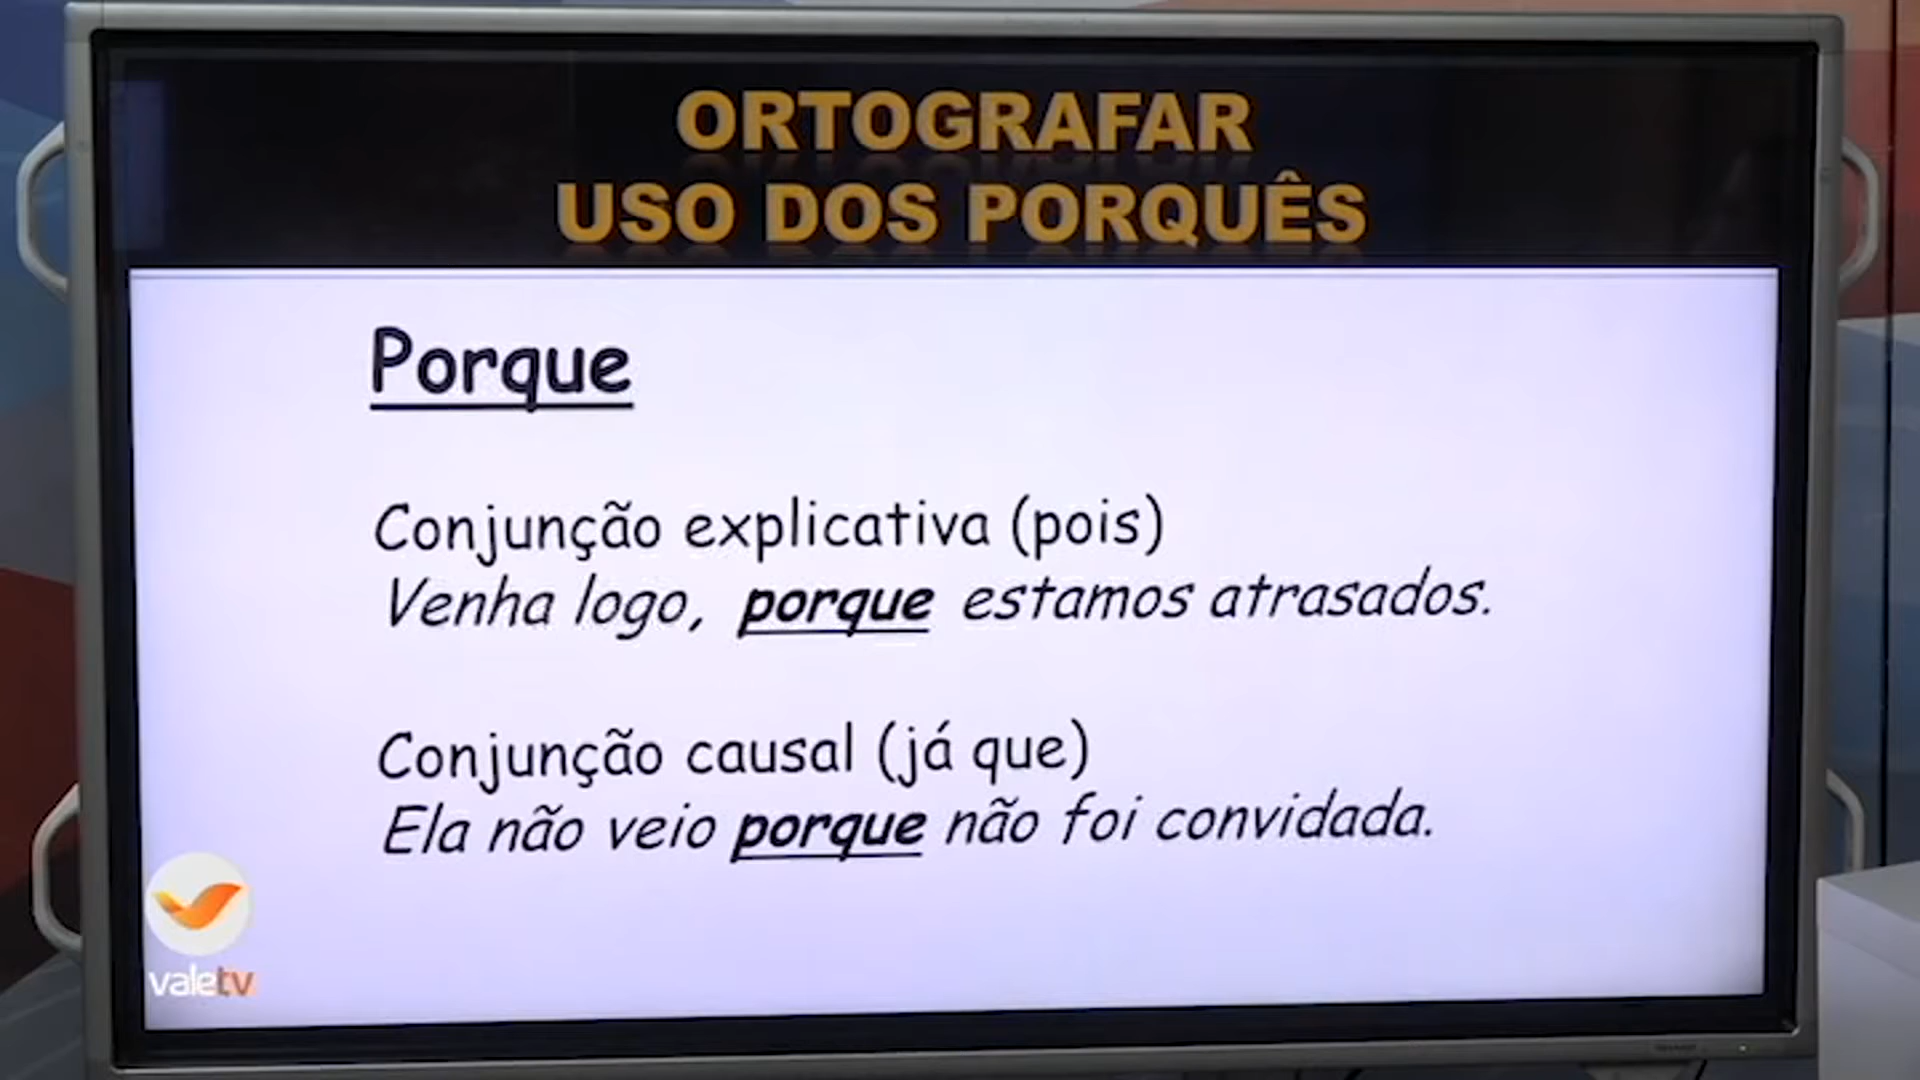 ORTOGRAFAR
USO DOS PORQUÊS
Porque
Conjunção explicativa (pois)
Venha logo, porque estamos atrasados.
Conjunção causal (já que)
Ela não veio porque não foi convidada.
valetv